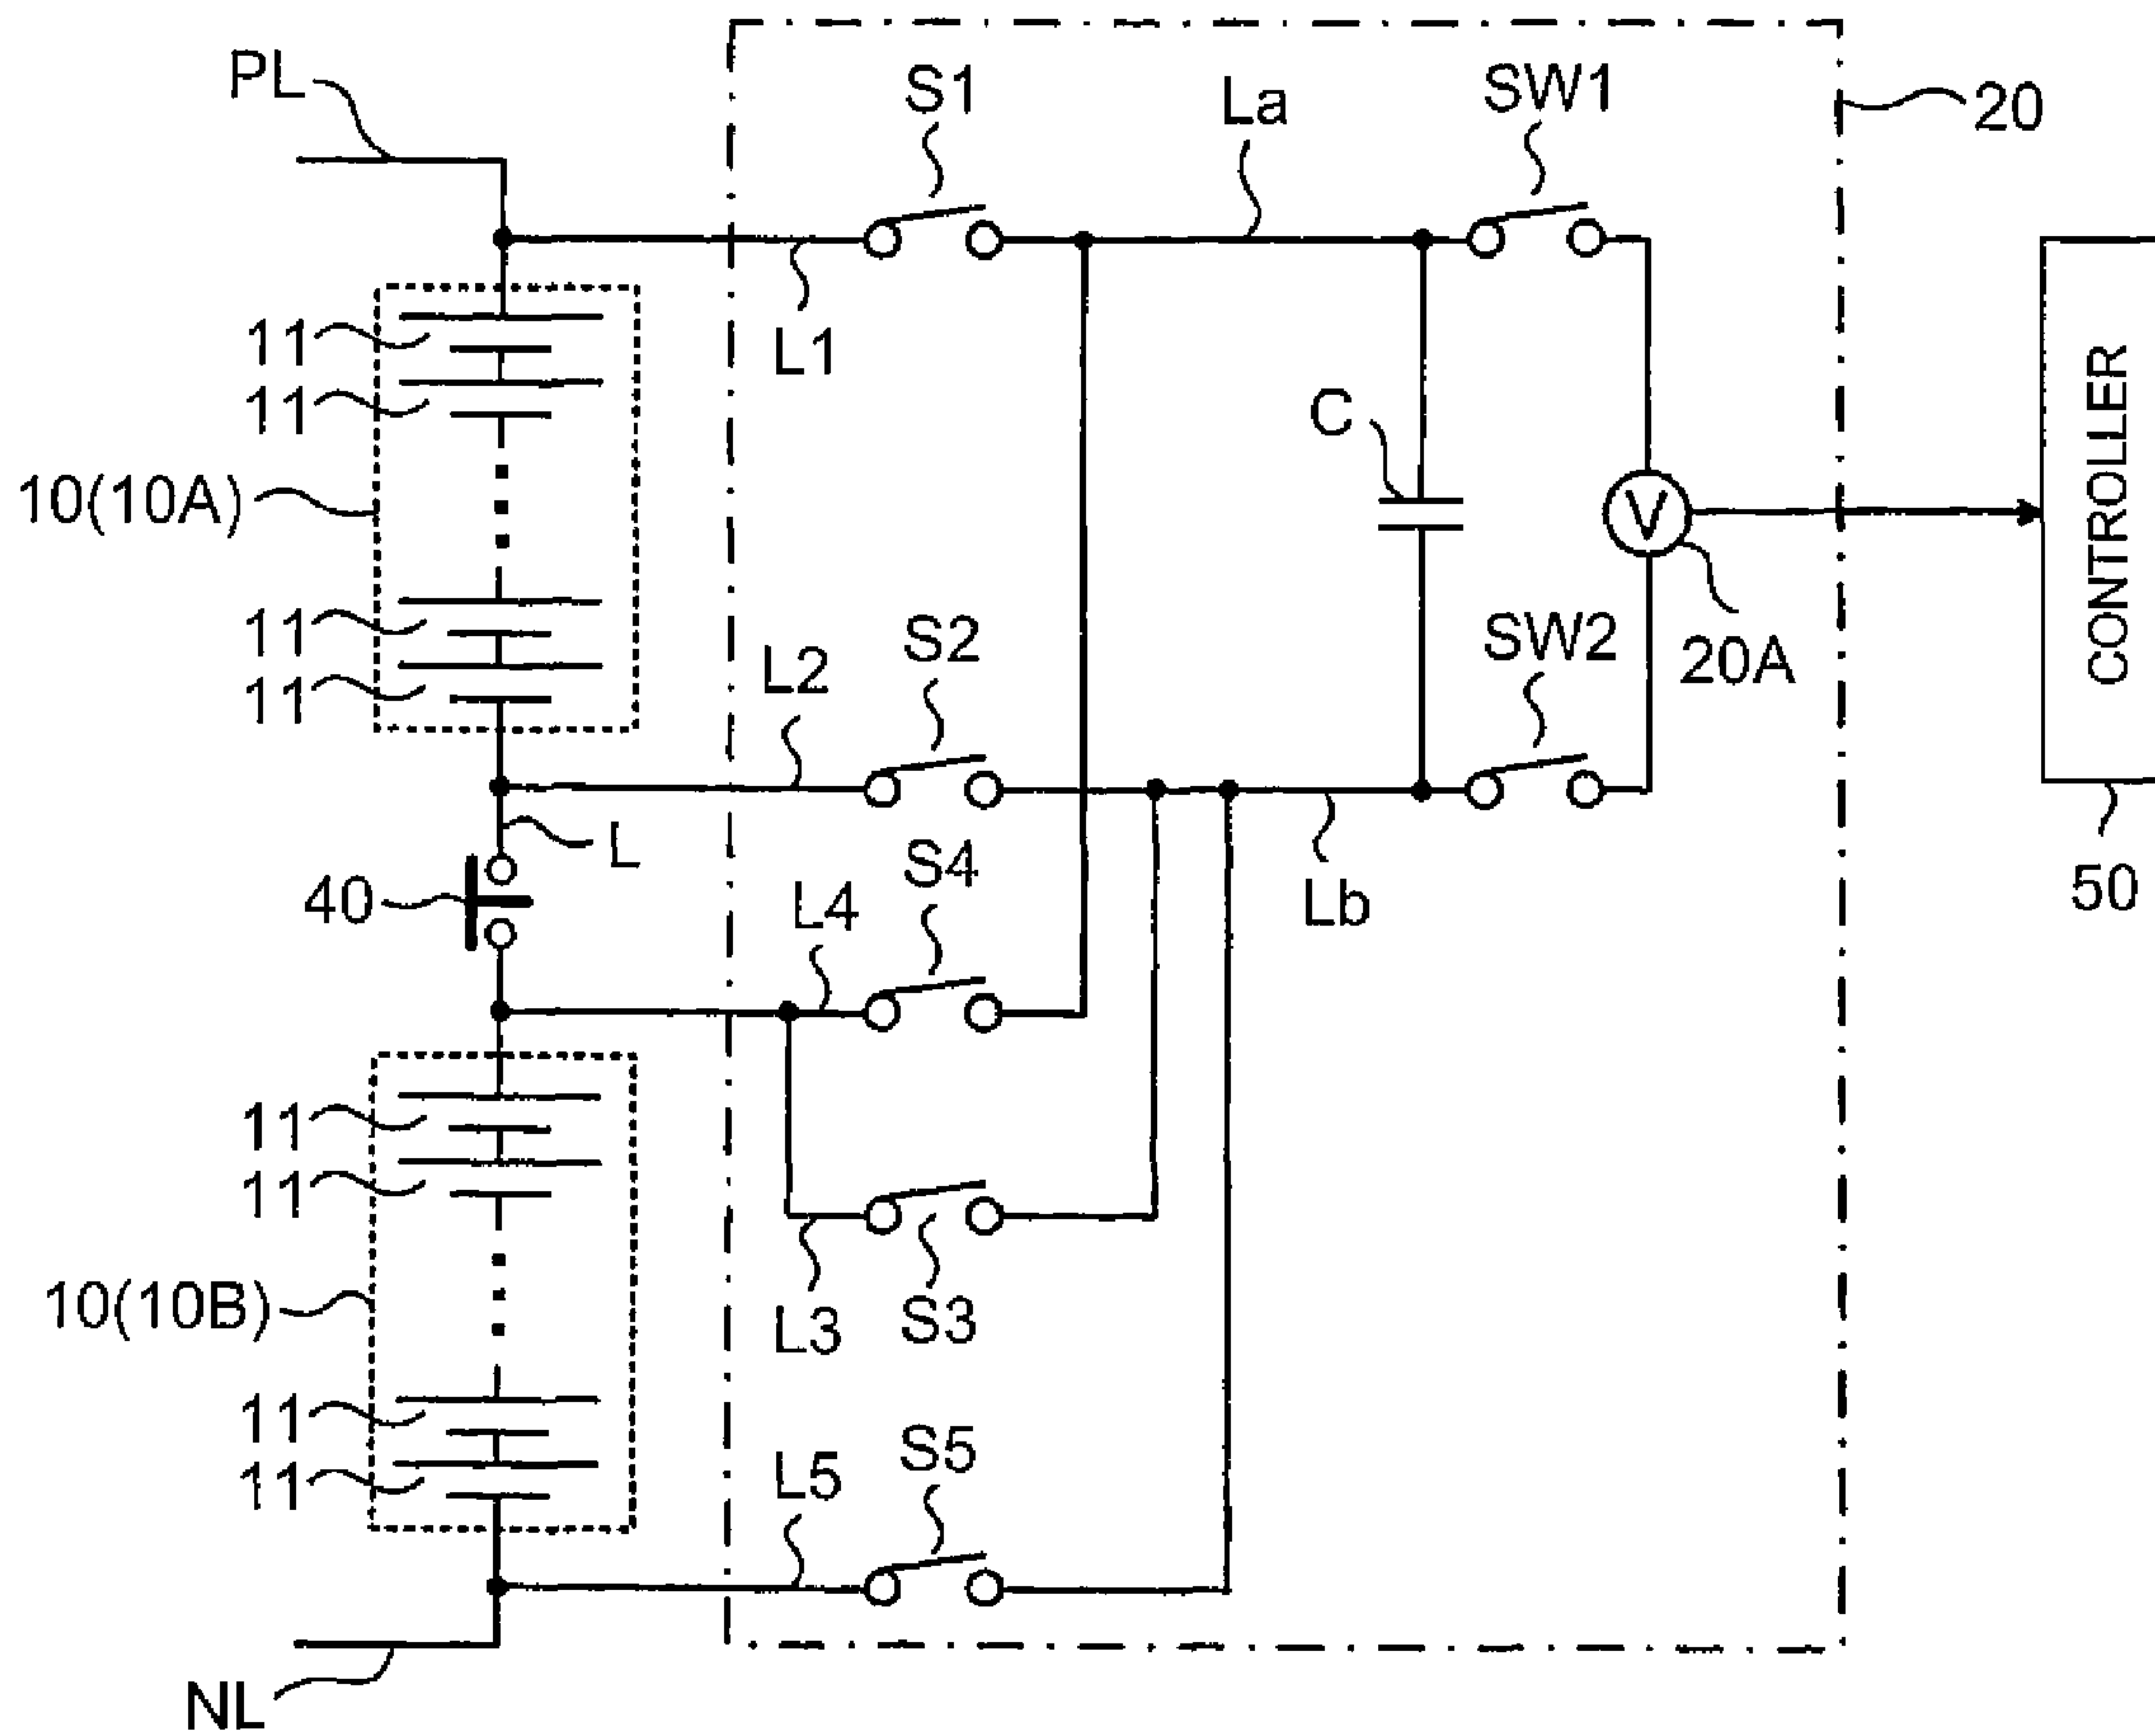 PL
S1
La
SW1
20
11
L1
11
C
10(10A)
V
CONTROLLER
11
S2
SW2
20A
L2
11
L
S4
40
L4
Lb
50
11
11
10(10B)
L3
S3
11
S5
L5
11
NL